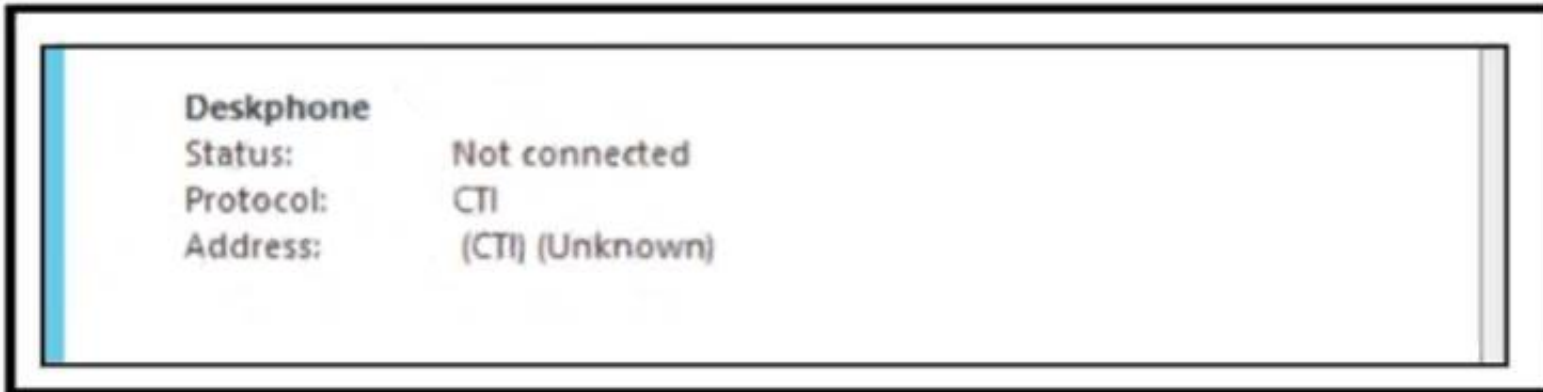 Deskphone
Status: Not connected
Protocol: CTI
Address: (CTI) (Unknown)